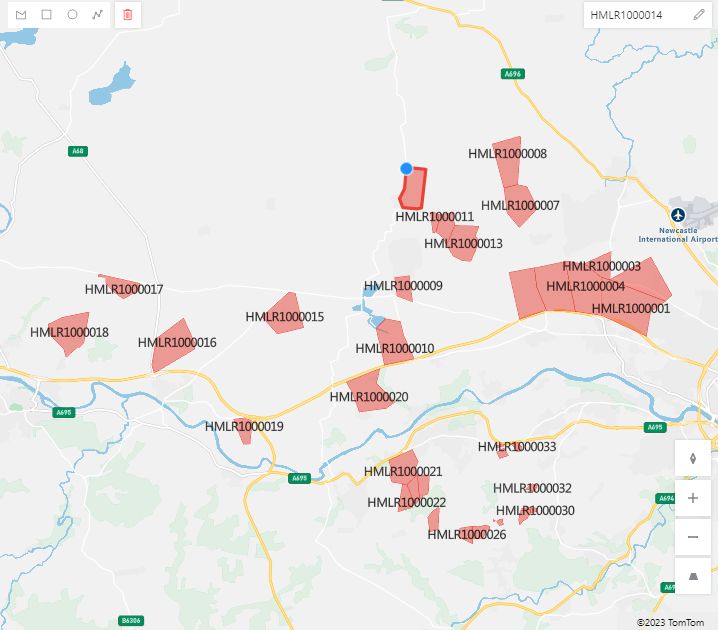 HMLR1000014
A696
A68
HMLR1000008
HMLR1000007
HMLR1000011
Newcastle
International Airport
HMLR1000013
HMLR1000003
HMLR1000009
HMLR1000004
HMLR1000017
HMLR1000001
HMLR1000015
HMLR1000018
HMLR1000016
HMLR1000010
HMLR1000020
A695
HMLR1000019
A695
HMLR1000033
HMLR1000021
A695
HMLR1000032
A694
HMLR1000022
HMLR1000030
HMLR1000026
B6306
©2023 TomTom